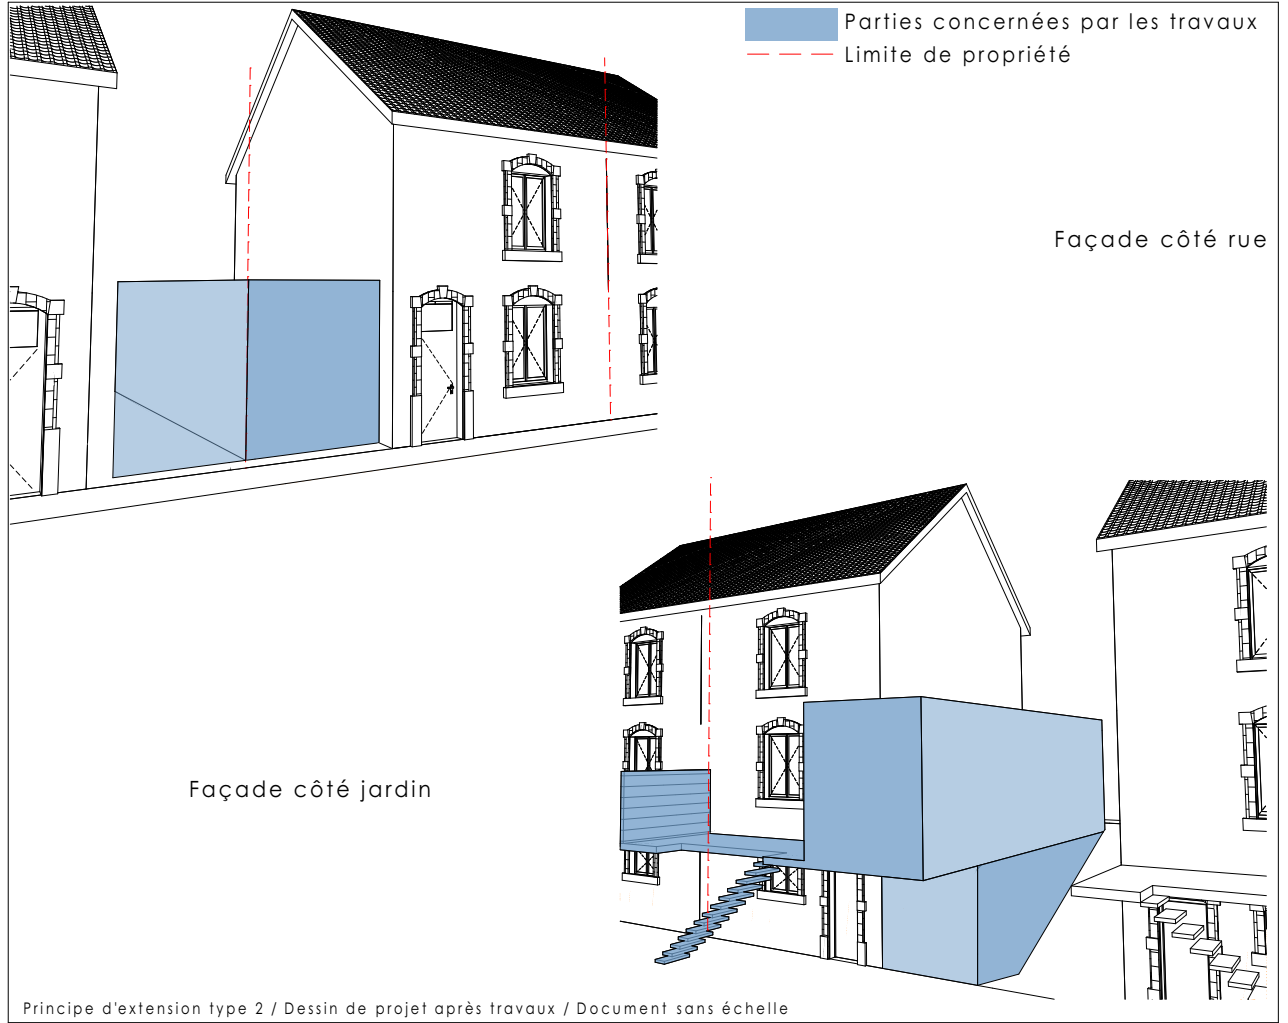 Parties concernées par les travaux
Limite de propriété
Façade côté rue
Façade côté jardin
Principe d'extension type 2 / Dessin de projet après travaux / Document sans échelle